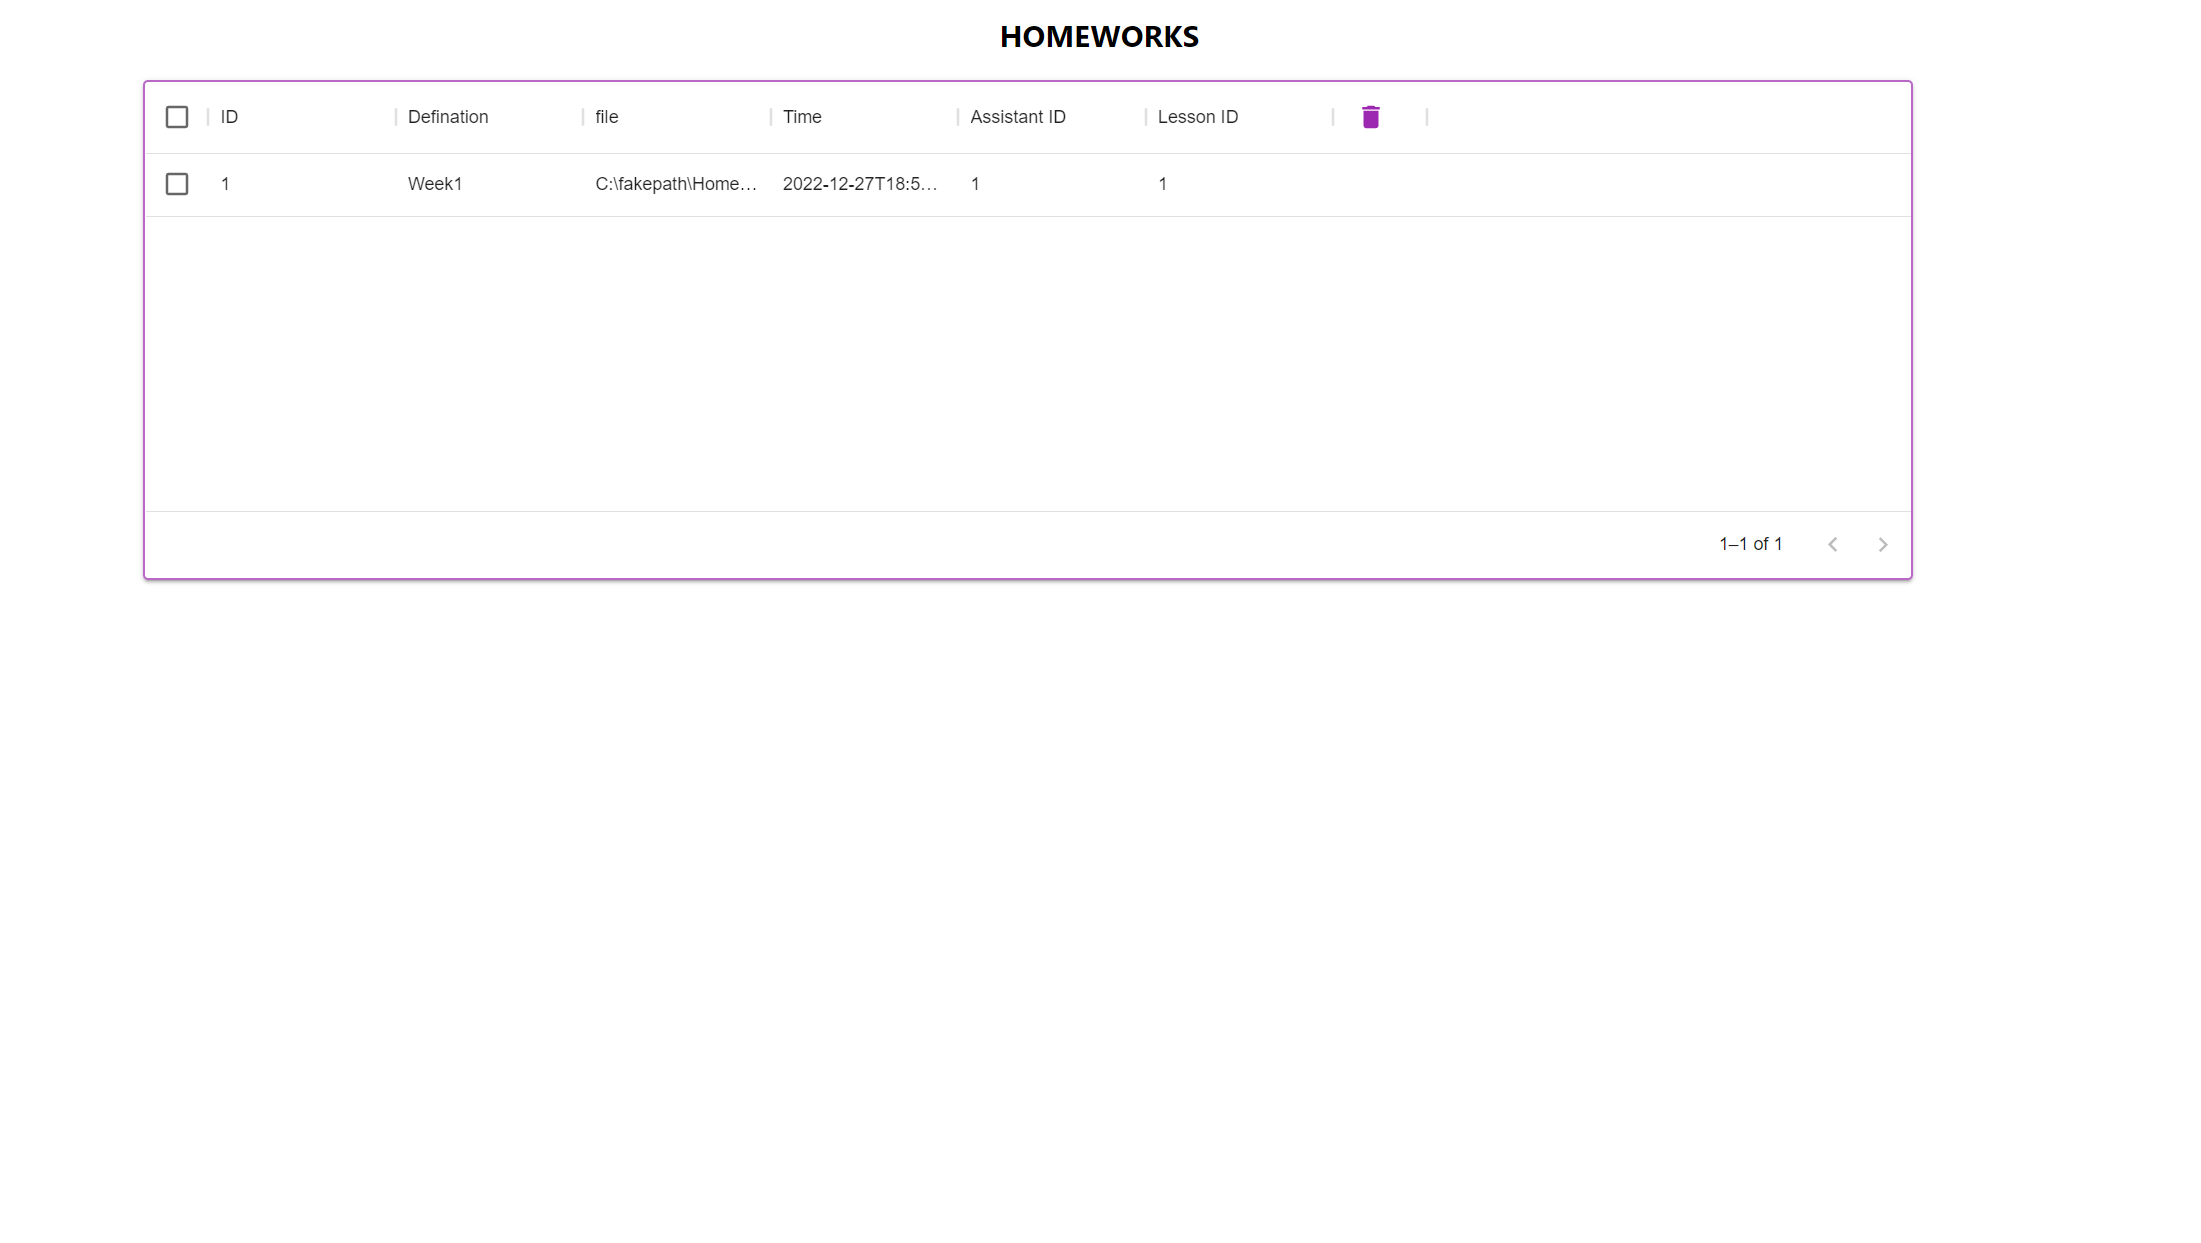 HOMEWORKS
ID Defination file Time Assistant ID Lesson ID
1 Week1 C:\fakepath\Home... 2022-12-27T18:5... 1 1
1–1 of 1